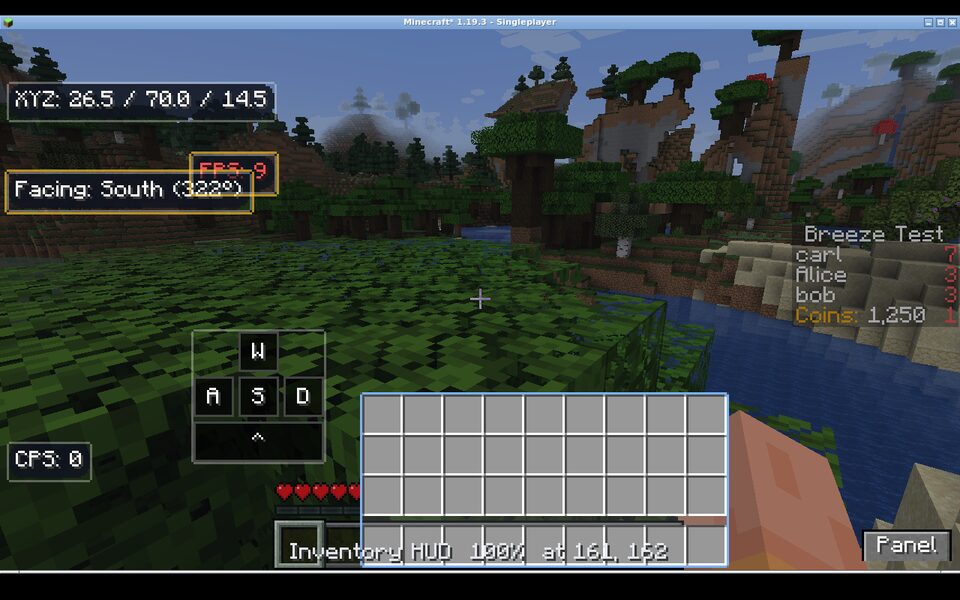 Minecraft* 1.19.3 - Singleplayer
XYZ: 26.5 / 70.0 / 14.5
FPS: 9
Facing: South (322°)
Breeze Test
carl 7
Alice 3
bob 3
Coins: 1,250 1
W
A S D
^
CPS: 0
Inventory HUD 100% at 161, 162
Panel